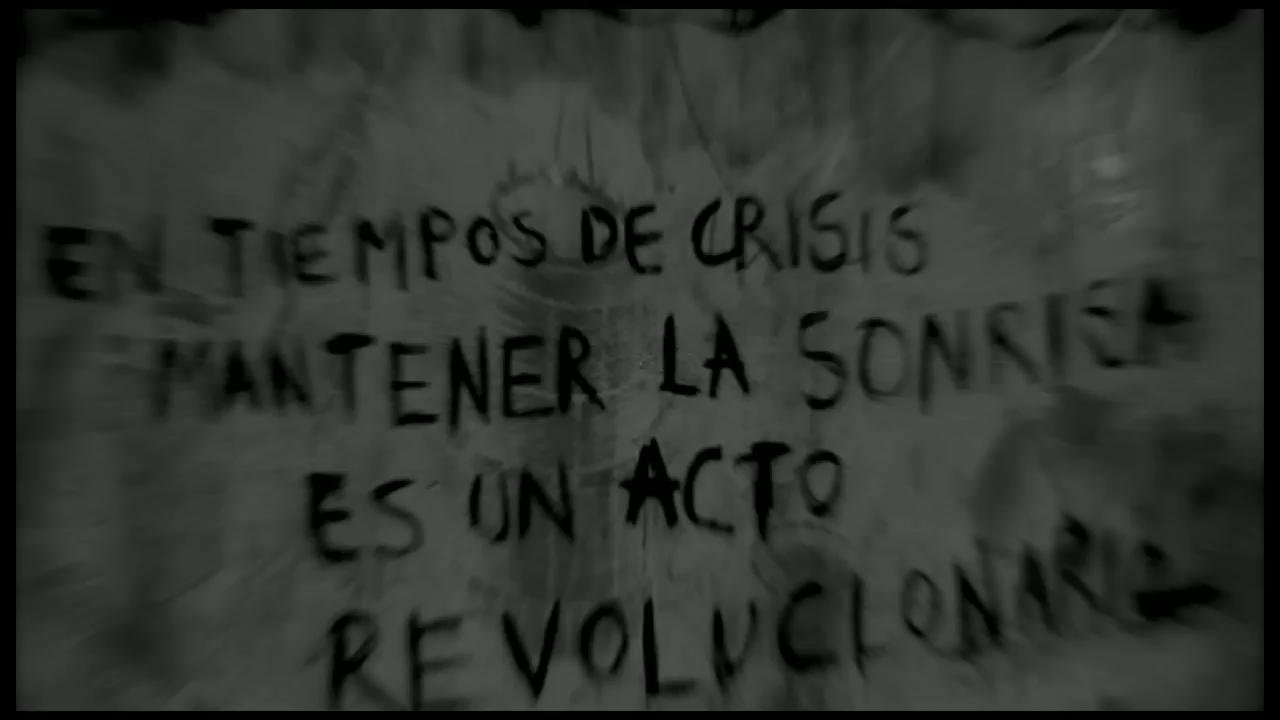 EN TIEMPOS DE CRISIS
MANTENER LA SONRISA
ES UN ACTO
REVOLUCIONARIO